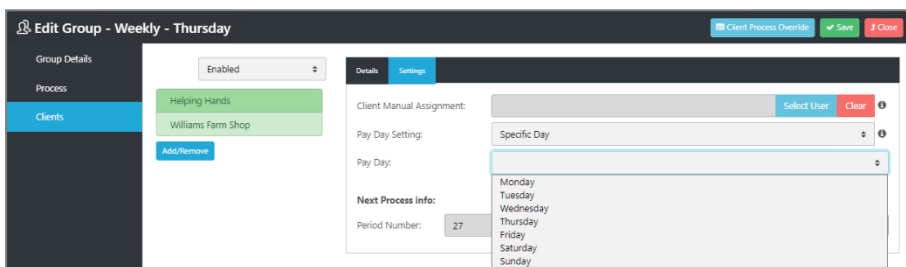 Edit Group - Weekly - Thursday
Client Process Override
Save
Close
Group Details
Process
Clients
Enabled
Helping Hands
Williams Farm Shop
Add/Remove
Details
Settings
Client Manual Assignment:
Select User
Clear
Pay Day Setting:
Specific Day
Pay Day:
Monday
Tuesday
Wednesday
Thursday
Friday
Saturday
Sunday
Next Process info:
Period Number:
27